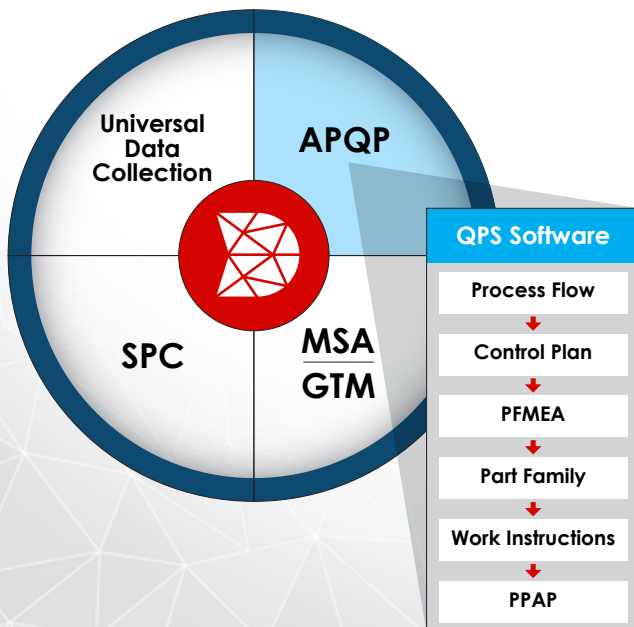 Universal
Data
Collection
APQP
SPC
MSA
GTM
QPS Software
Process Flow
Control Plan
PFMEA
Part Family
Work Instructions
PPAP